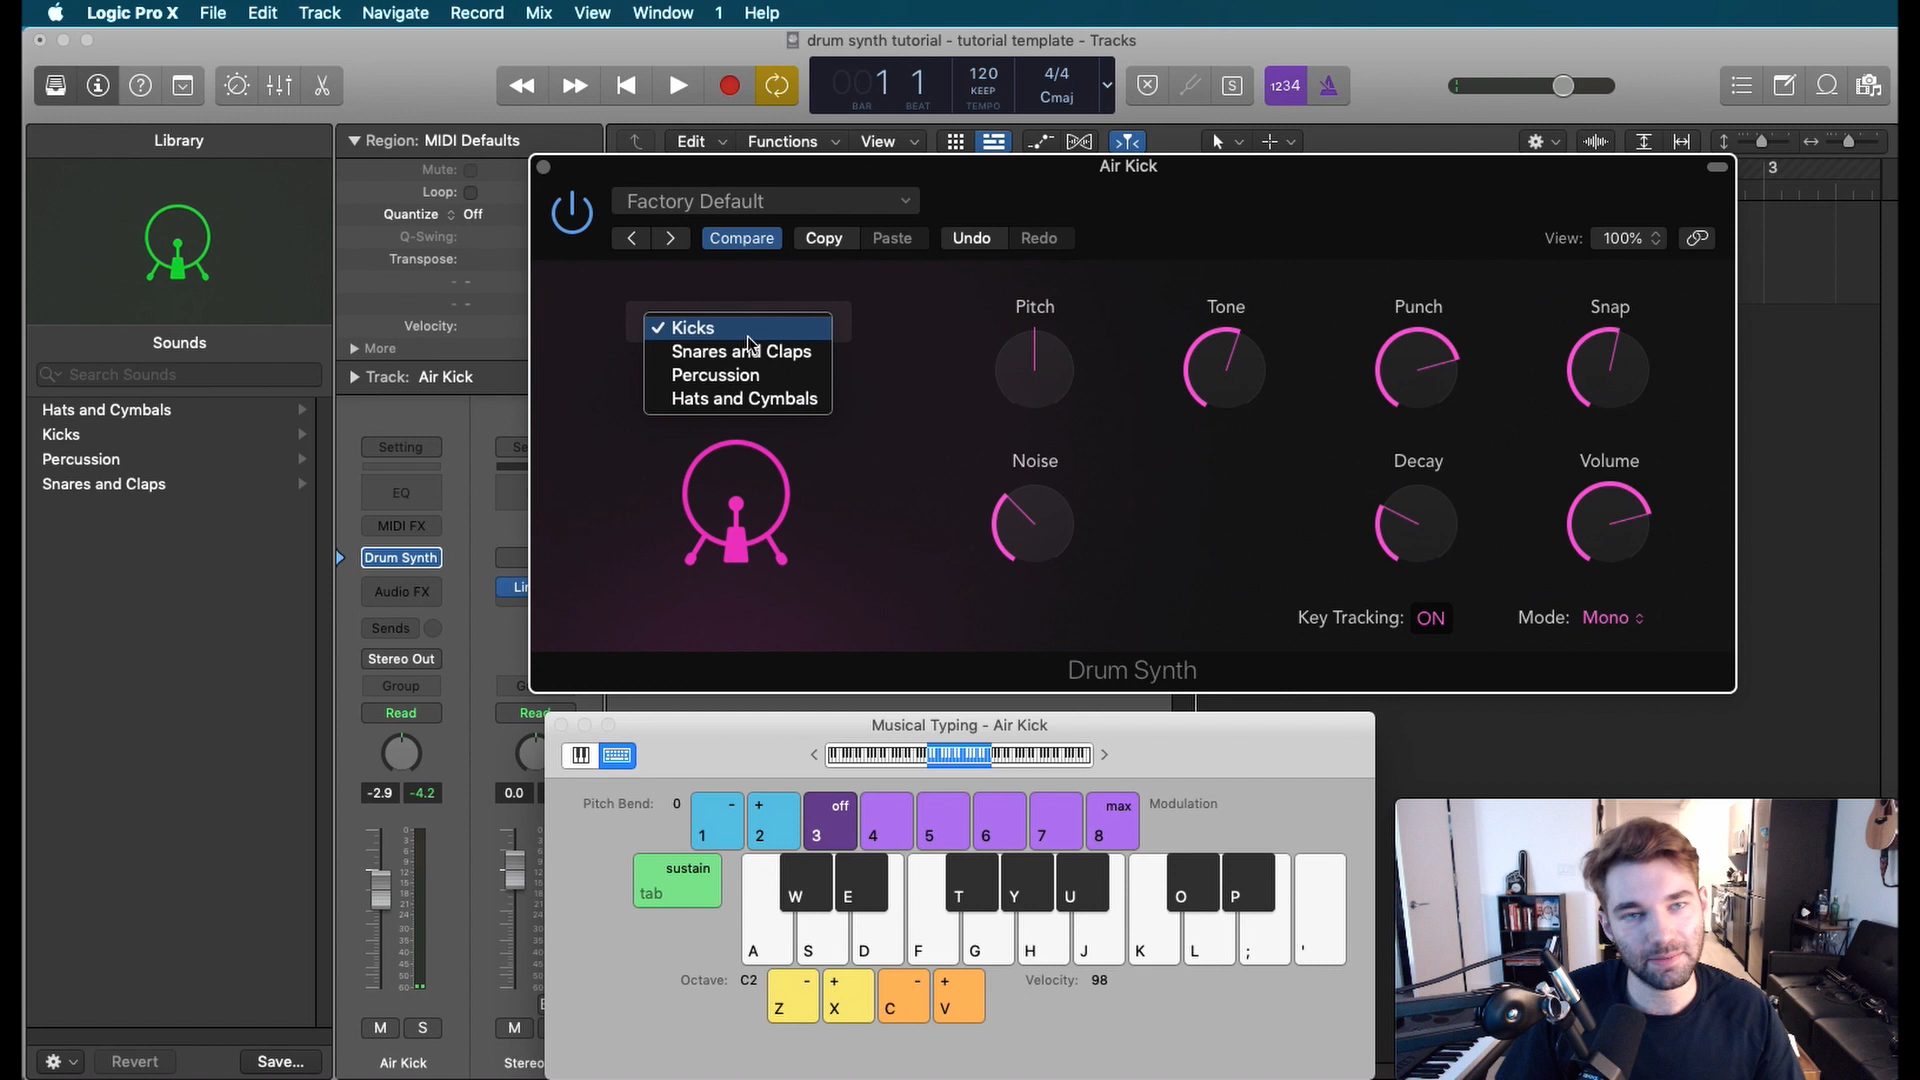 Logic Pro X File Edit Track Navigate Record Mix View Window 1 Help
drum synth tutorial - tutorial template - Tracks
001 1 120 4/4
KEEP Cmaj
BAR BEAT TEMPO
S 1234
Library
Region: MIDI Defaults
Edit Functions View
3
Mute:
Loop:
Quantize Off
Q-Swing:
Transpose:
Velocity:
More
Track: Air Kick
Sounds
Search Sounds
Hats and Cymbals
Kicks
Percussion
Snares and Claps
Air Kick
Factory Default
Compare Copy Paste Undo Redo
View: 100%
Kicks
Snares and Claps
Percussion
Hats and Cymbals
Pitch Tone Punch Snap
Noise Decay Volume
Key Tracking: ON Mode: Mono
Drum Synth
Setting
EQ
MIDI FX
Drum Synth
Audio FX
Sends
Stereo Out
Group
Read Read
-2.9 -4.2 0.0
M S M
Air Kick Stereo
Revert Save...
Musical Typing - Air Kick
Pitch Bend: 0 - + off max Modulation
1 2 3 4 5 6 7 8
sustain
tab
W E T Y U O P
A S D F G H J K L ; '
Octave: C2 - + - + Velocity: 98
Z X C V